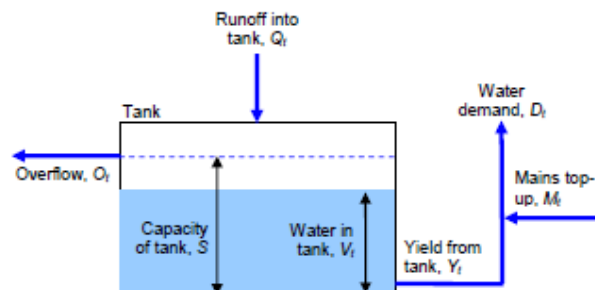 Runoff into
tank, Qt
Water
demand, Dt
Tank
Overflow, Ot
Mains top-
up, Mt
Capacity
of tank, S
Water in
tank, Vt
Yield from
tank, Yt